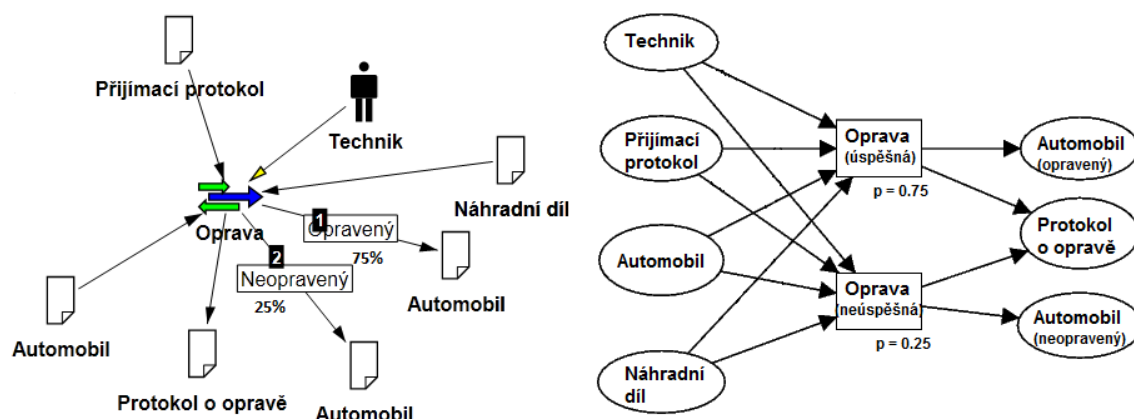 Přijímací protokol
Technik
Náhradní díl
Oprava
1
Opravený
75%
2
Neopravený
25%
Automobil
Automobil
Protokol o opravě
Automobil
Technik
Přijímací
protokol
Automobil
Náhradní
díl
Oprava
(úspěšná)
p = 0.75
Oprava
(neúspěšná)
p = 0.25
Automobil
(opravený)
Protokol
o opravě
Automobil
(neopravený)